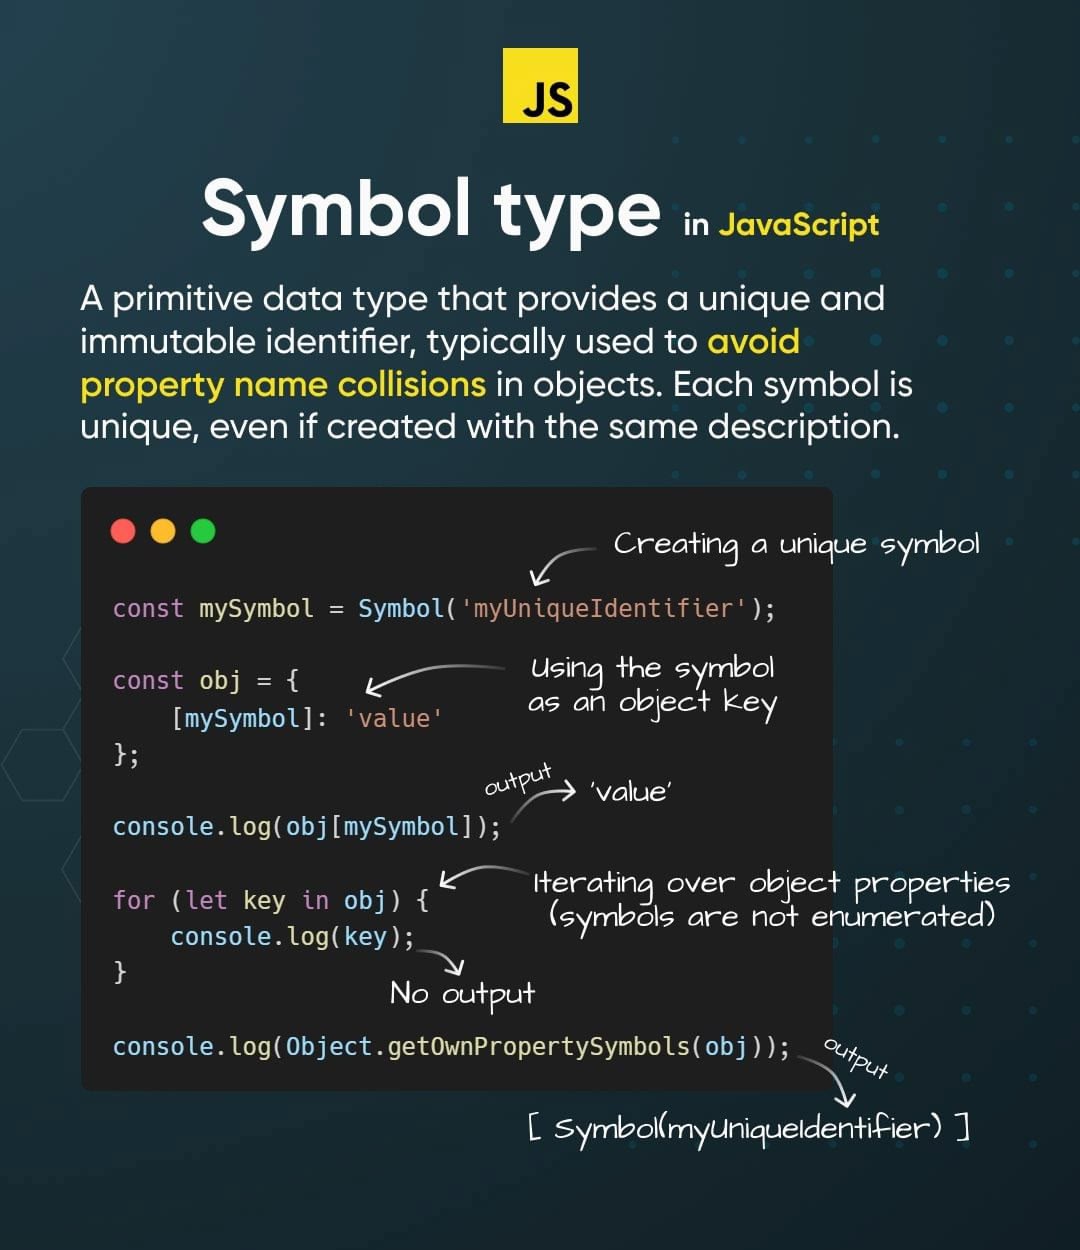 JS
Symbol type in JavaScript
A primitive data type that provides a unique and
immutable identifier, typically used to avoid
property name collisions in objects. Each symbol is
unique, even if created with the same description.
Creating a unique symbol
const mySymbol = Symbol('myUniqueIdentifier');
Using the symbol
as an object key
const obj = {
    [mySymbol]: 'value'
};
output
'value'
console.log(obj[mySymbol]);
Iterating over object properties
(symbols are not enumerated)
for (let key in obj) {
    console.log(key);
}
No output
console.log(Object.getOwnPropertySymbols(obj));
output
[ Symbol(myUniqueIdentifier) ]